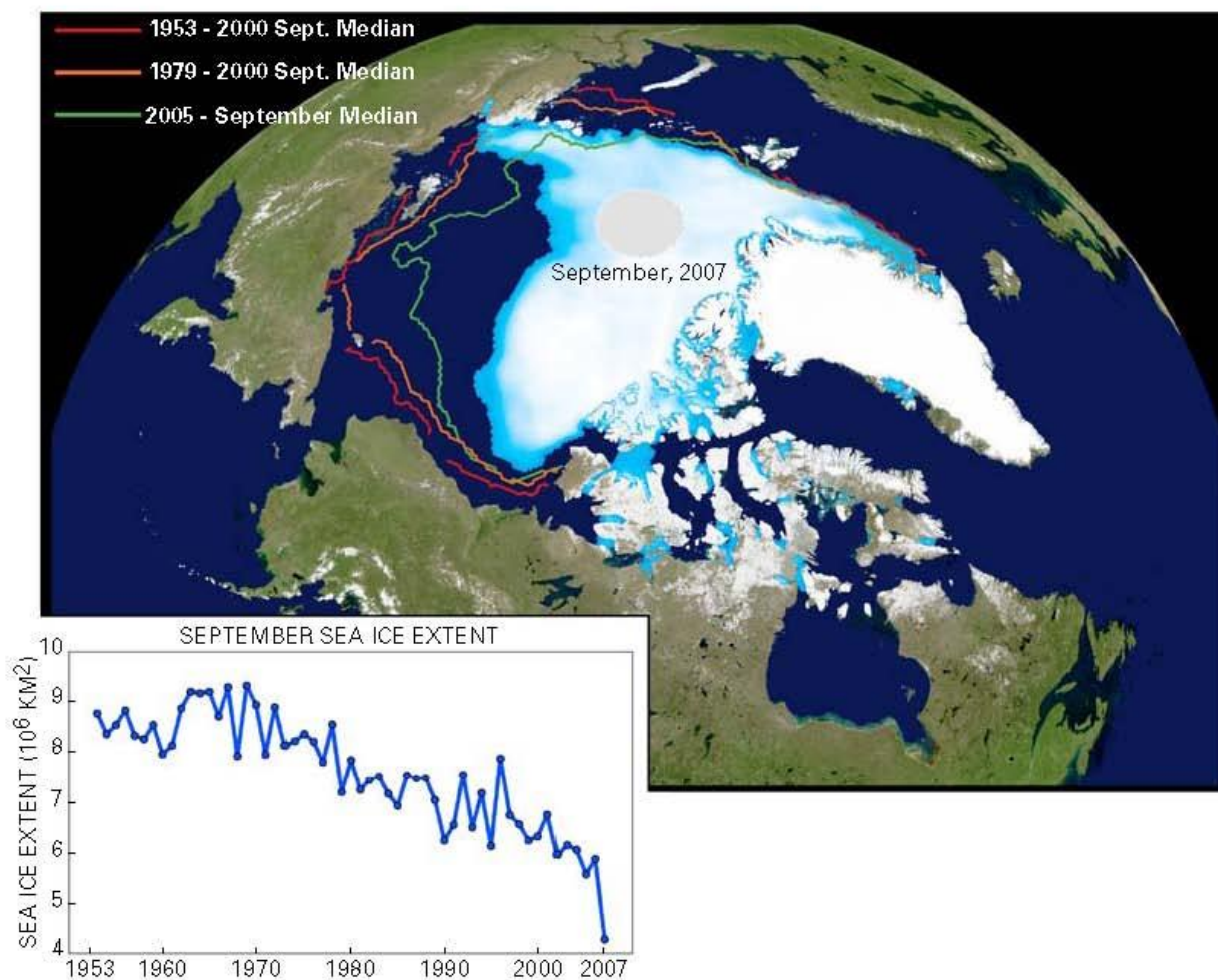 1953 - 2000 Sept. Median
1979 - 2000 Sept. Median
2005 - September Median
September, 2007
SEPTEMBER SEA ICE EXTENT
SEA ICE EXTENT (10⁶ KM²)
10
9
8
7
6
5
4
1953 1960 1970 1980 1990 2000 2007